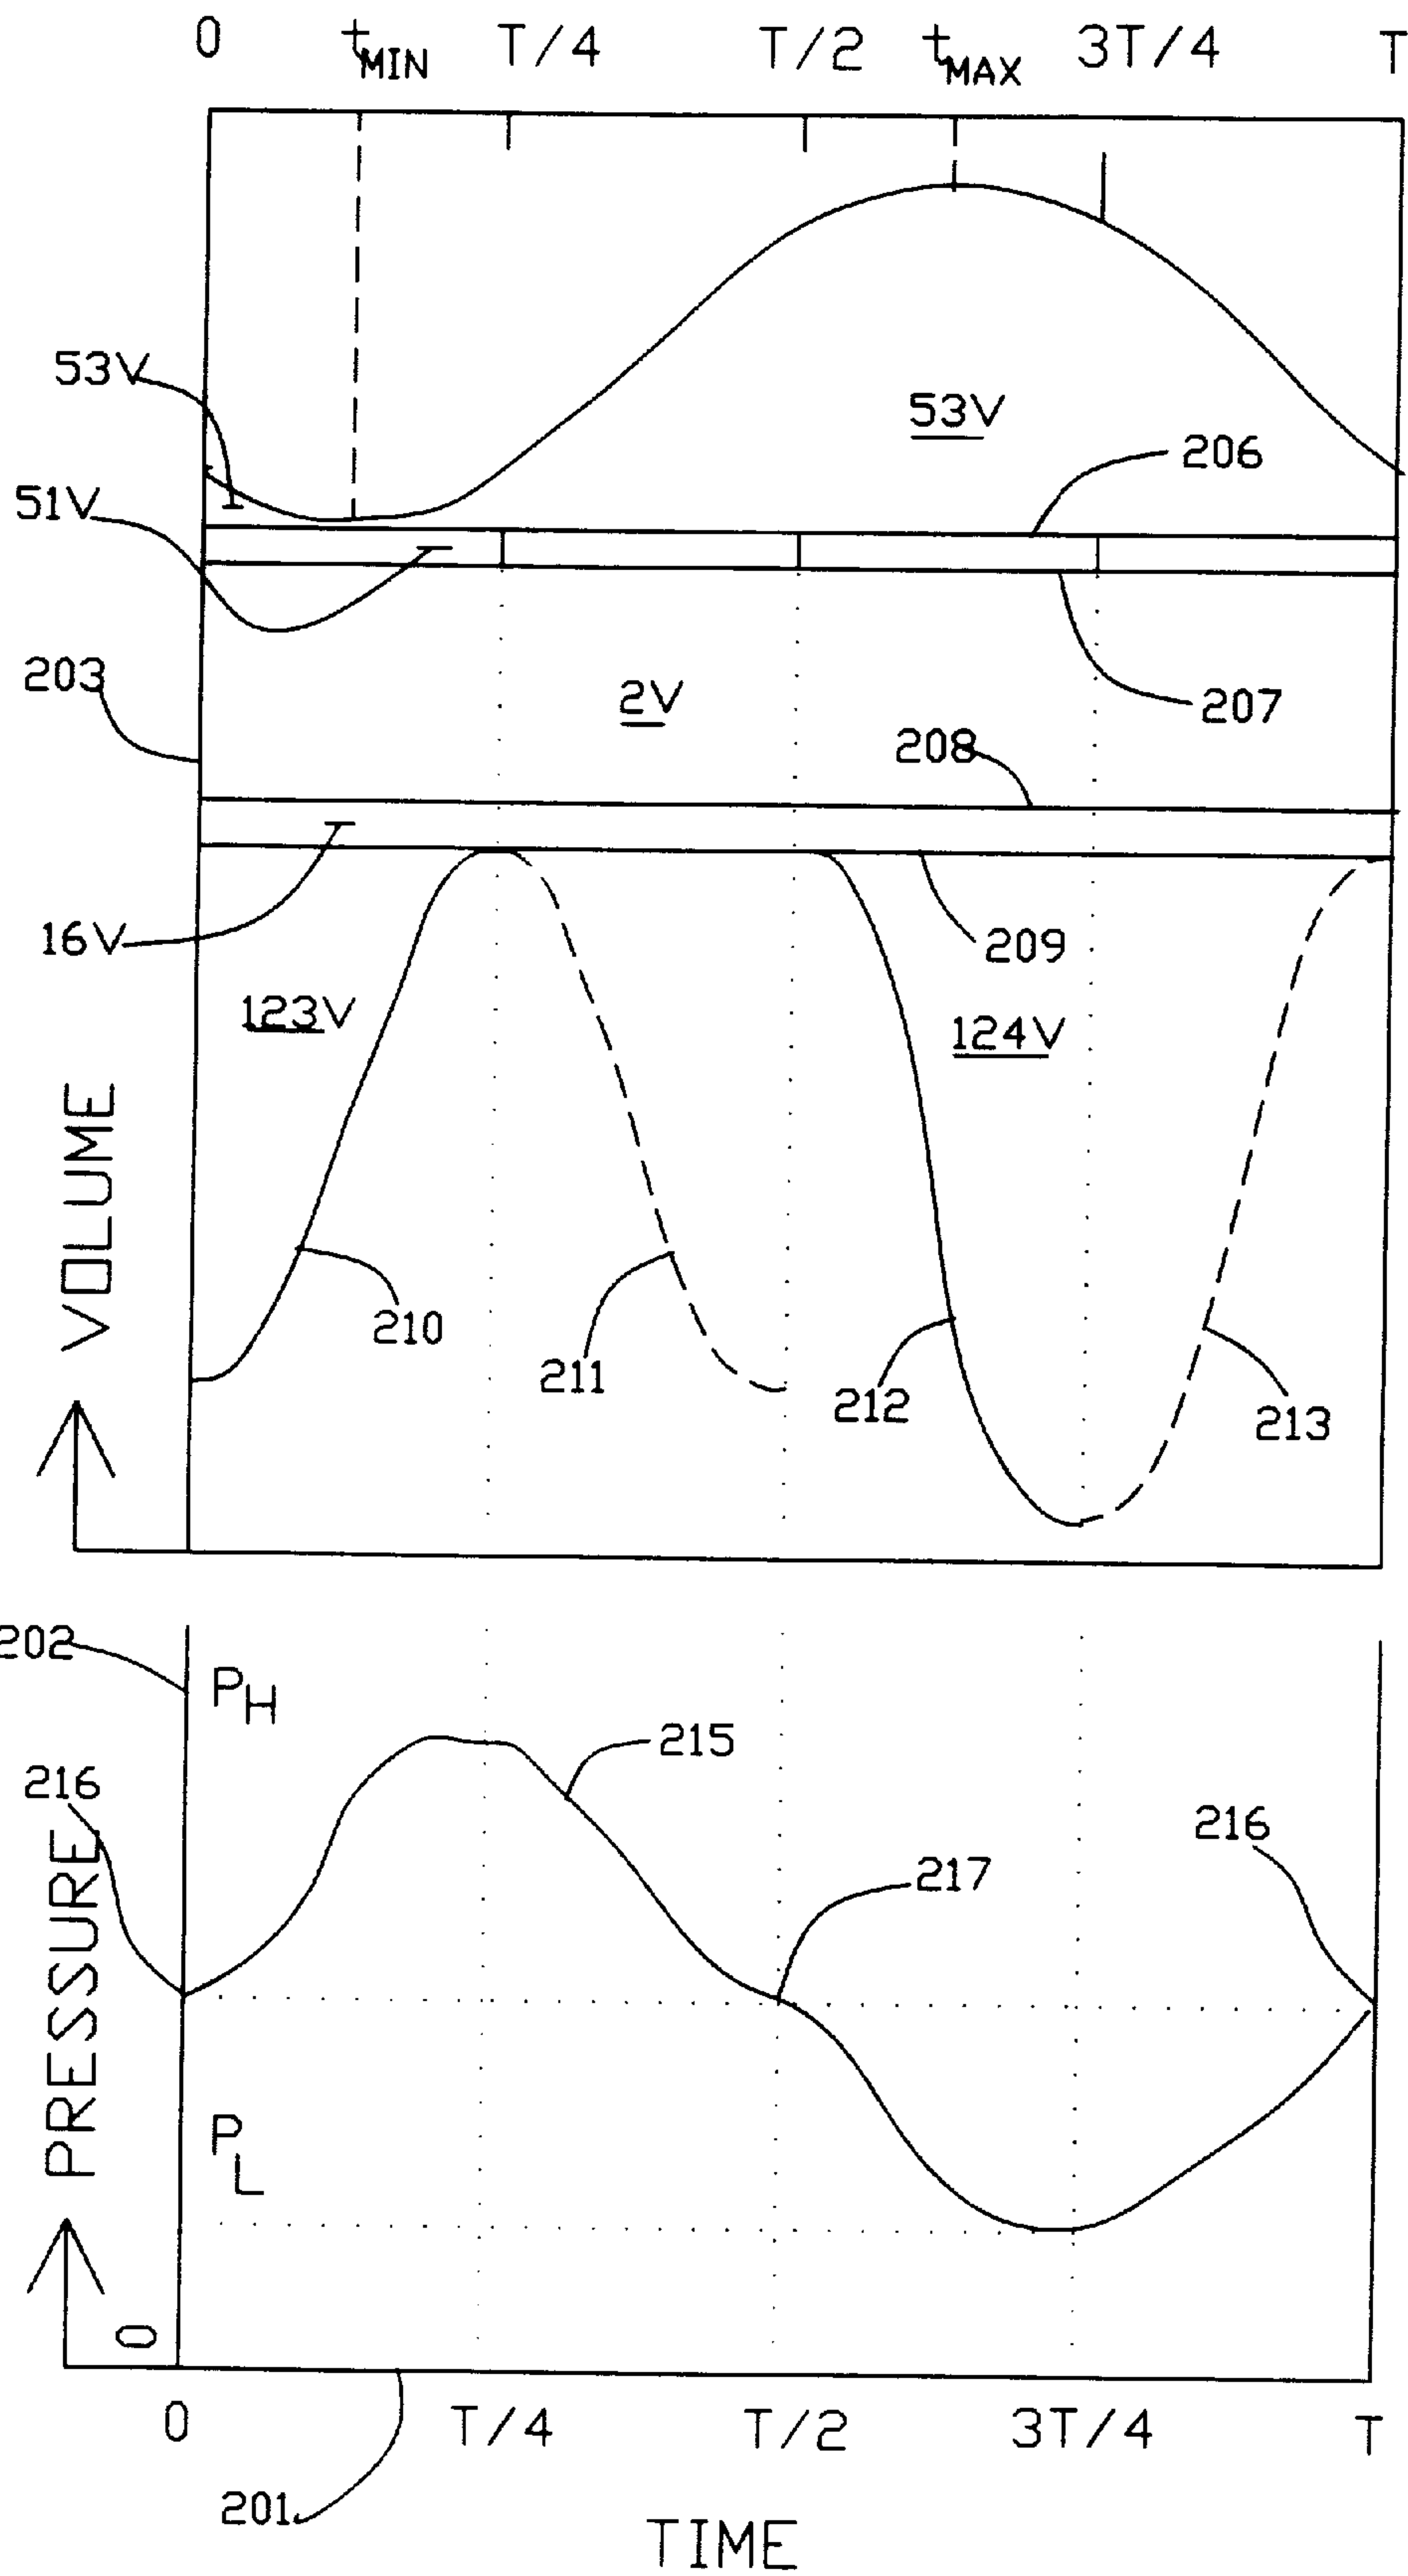 0 tMIN T/4 T/2 tMAX 3T/4 T
53V
53V
206
51V
203
2V
207
208
16V
209
123V
124V
VOLUME
210
211
212
213
202
PH
215
216
216
217
PRESSURE
PL
0
0 T/4 T/2 3T/4 T
201
TIME